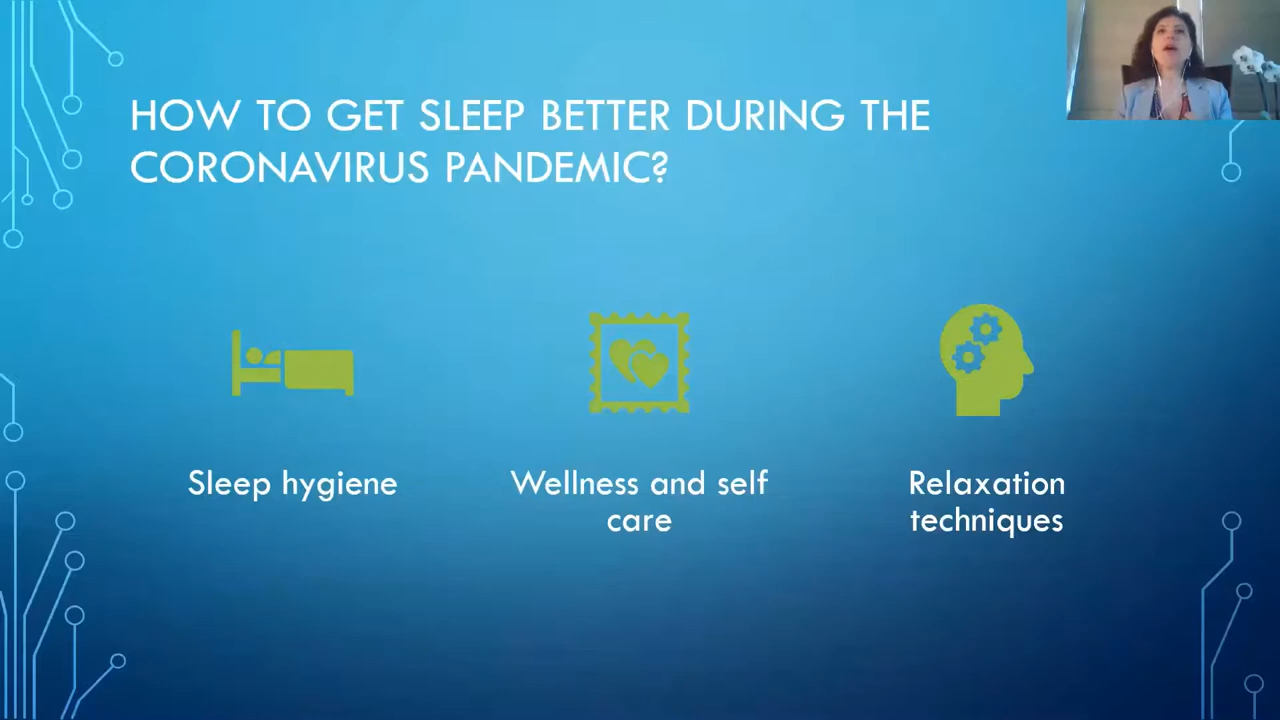 HOW TO GET SLEEP BETTER DURING THE
CORONAVIRUS PANDEMIC?
Sleep hygiene
Wellness and self
care
Relaxation
techniques